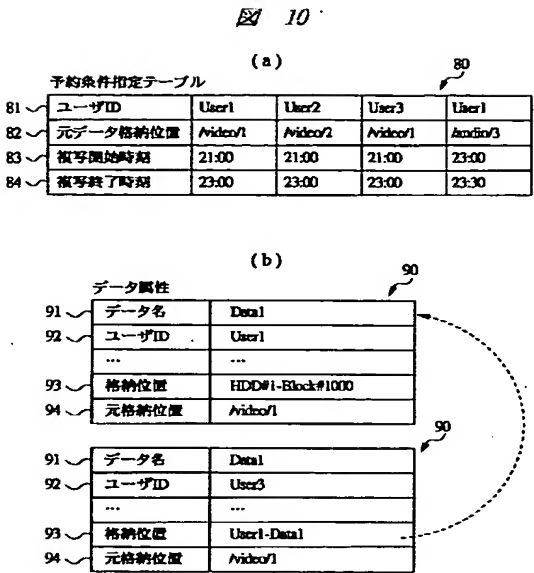 図 10
(a)
80
予約条件指定テーブル
81 ユーザID User1 User2 User3 User1
82 元データ格納位置 /video/1 /video/2 /video/1 /audio/3
83 複写開始時刻 21:00 21:00 21:00 23:00
84 複写終了時刻 23:00 23:00 23:00 23:30
(b)
90
データ属性
91 データ名 Data1
92 ユーザID User1
... ...
93 格納位置 HDD#1-Block#1000
94 元格納位置 /video/1
90
91 データ名 Data1
92 ユーザID User3
... ...
93 格納位置 User1-Data1
94 元格納位置 /video/1